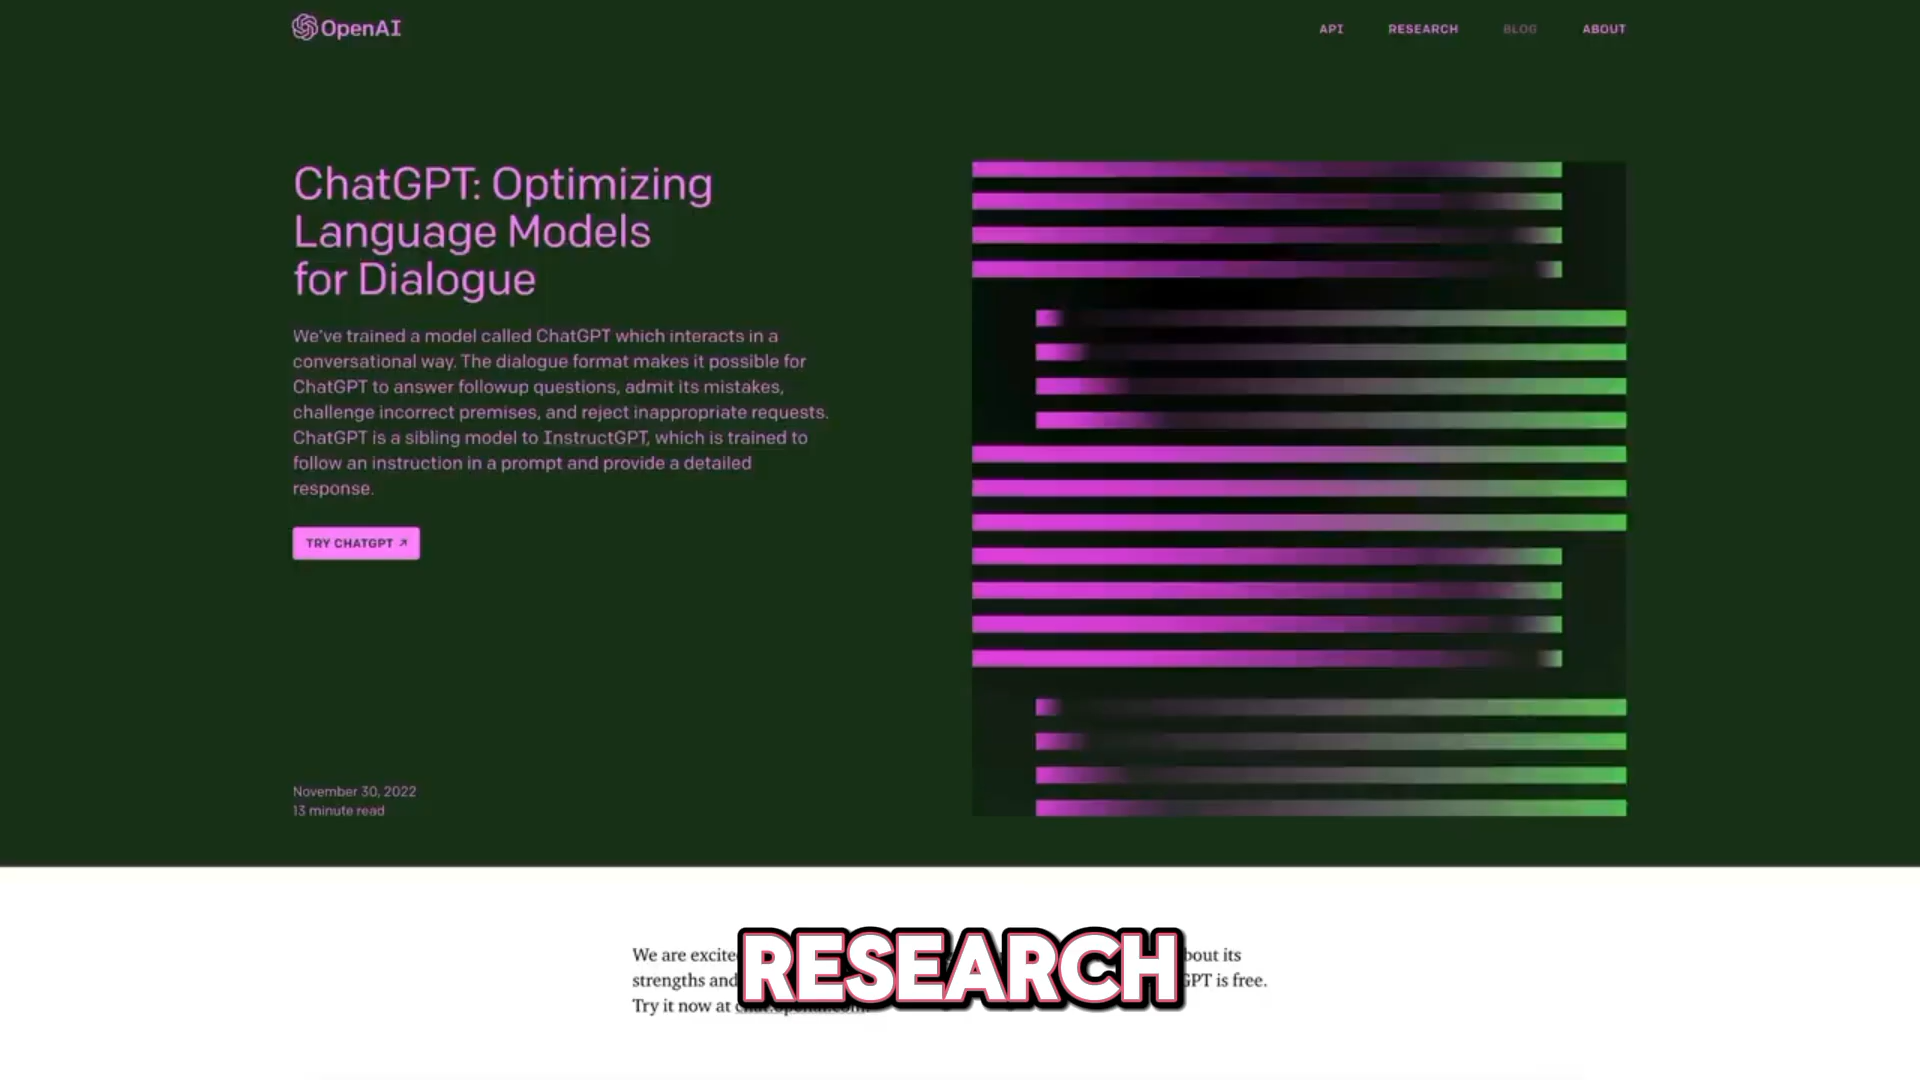 OpenAI
API RESEARCH BLOG ABOUT
ChatGPT: Optimizing
Language Models
for Dialogue
We've trained a model called ChatGPT which interacts in a
conversational way. The dialogue format makes it possible for
ChatGPT to answer followup questions, admit its mistakes,
challenge incorrect premises, and reject inappropriate requests.
ChatGPT is a sibling model to InstructGPT, which is trained to
follow an instruction in a prompt and provide a detailed
response.
TRY CHATGPT ↗
November 30, 2022
13 minute read
We are its
strengths and is free.
Try it now at
RESEARCH